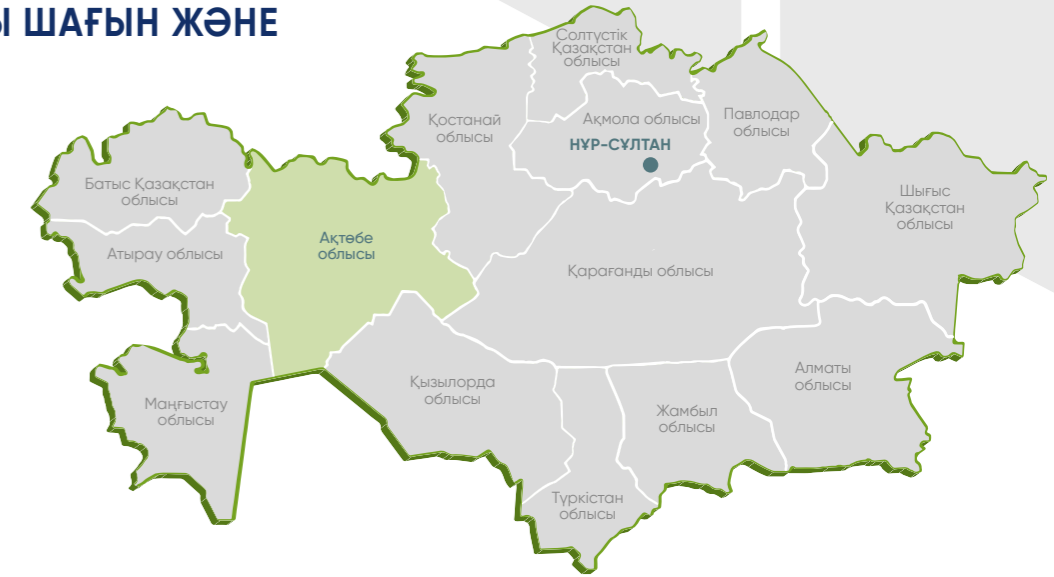 Ы ШАҒЫН ЖӘНЕ
Солтүстік
Қазақстан
облысы
Қостанай
облысы
Ақмола облысы
НҰР-СҰЛТАН
Павлодар
облысы
Батыс Қазақстан
облысы
Шығыс
Қазақстан
облысы
Атырау облысы
Ақтөбе
облысы
Қарағанды облысы
Алматы
облысы
Қызылорда
облысы
Маңғыстау
облысы
Жамбыл
облысы
Түркістан
облысы